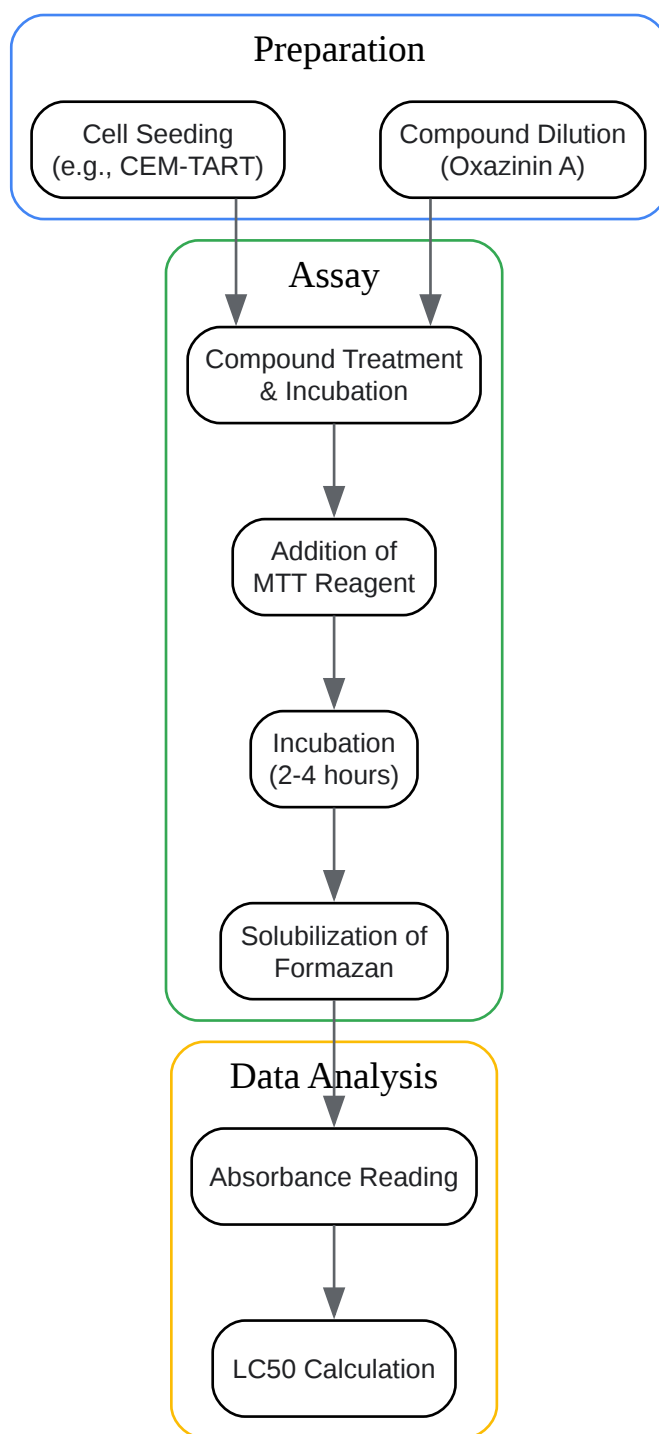 Preparation
Cell Seeding
(e.g., CEM-TART)
Compound Dilution
(Oxazinin A)
Assay
Compound Treatment
& Incubation
Addition of
MTT Reagent
Incubation
(2-4 hours)
Solubilization of
Formazan
Data Analysis
Absorbance Reading
LC50 Calculation